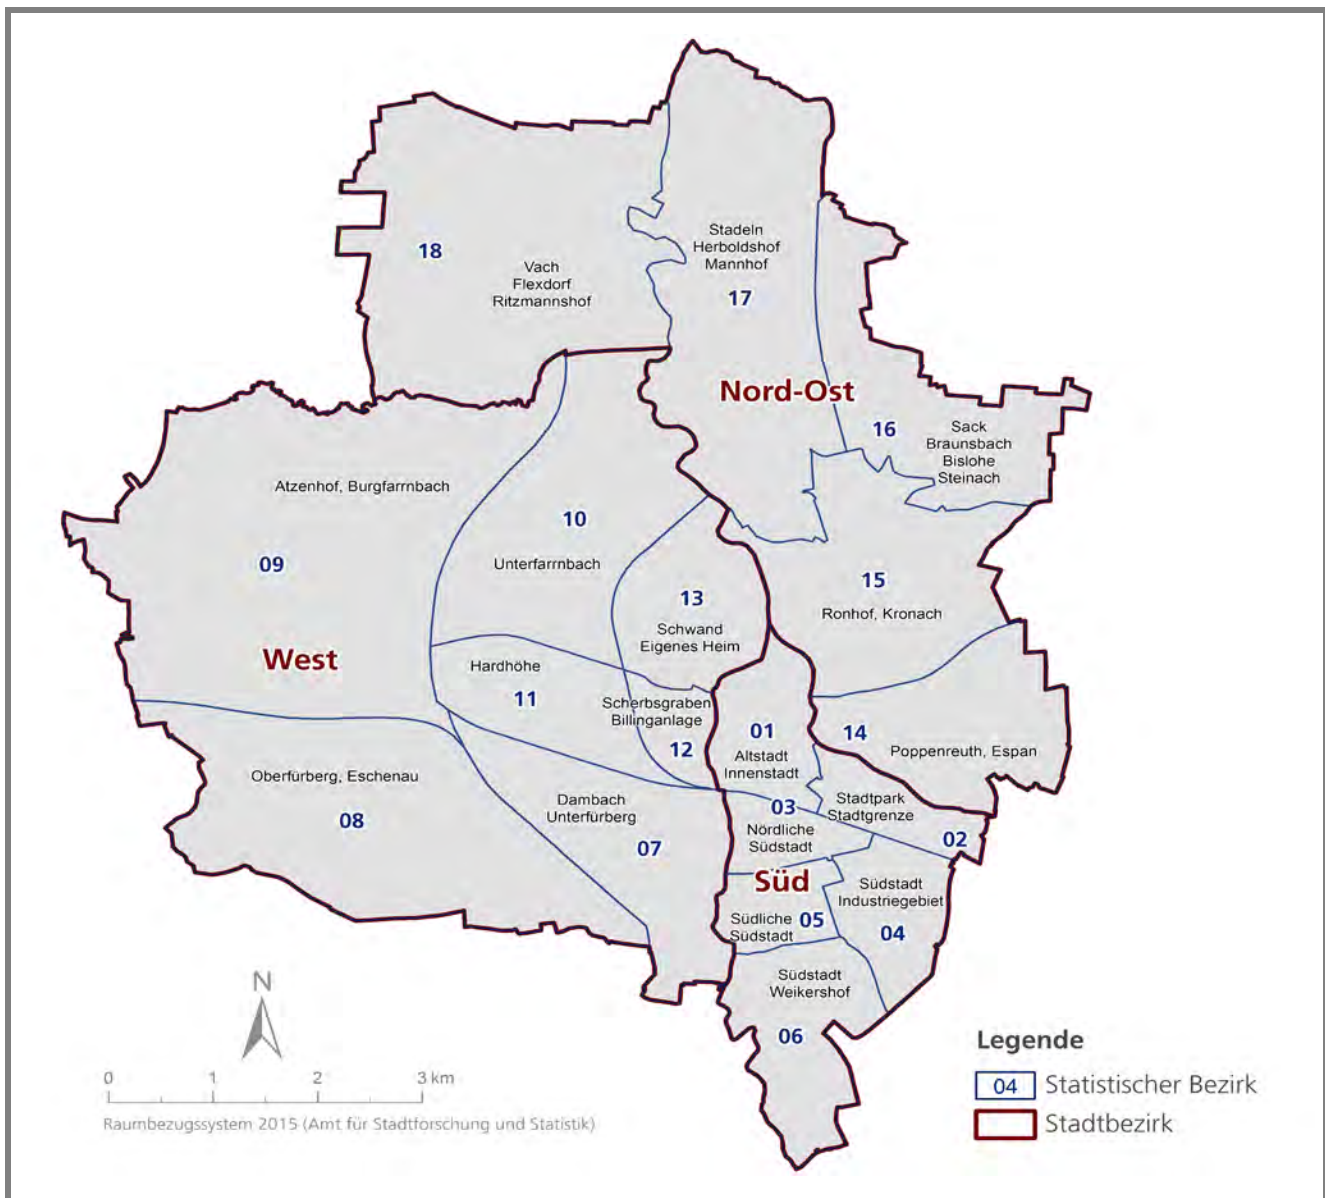 18
Vach
Flexdorf
Ritzmannshof
Stadeln
Herboldshof
Mannhof
17
Nord-Ost
16
Sack
Braunsbach
Bislohe
Steinach
Atzenhof, Burgfarrnbach
09
West
10
Unterfarrnbach
13
Schwand
Eigenes Heim
15
Ronhof, Kronach
Hardhöhe
11
Scherbsgraben
Billinganlage
12
01
Altstadt
Innenstadt
14
Poppenreuth, Espan
Oberfürberg, Eschenau
08
Dambach
Unterfürberg
07
03
Nördliche
Südstadt
Stadtpark
Stadtgrenze
02
Süd
Südstadt
Industriegebiet
04
Südliche
Südstadt
05
Südstadt
Weikershof
06
N
0 1 2 3 km
Raumbezugssystem 2015 (Amt für Stadtforschung und Statistik)
Legende
04 Statistischer Bezirk
Stadtbezirk